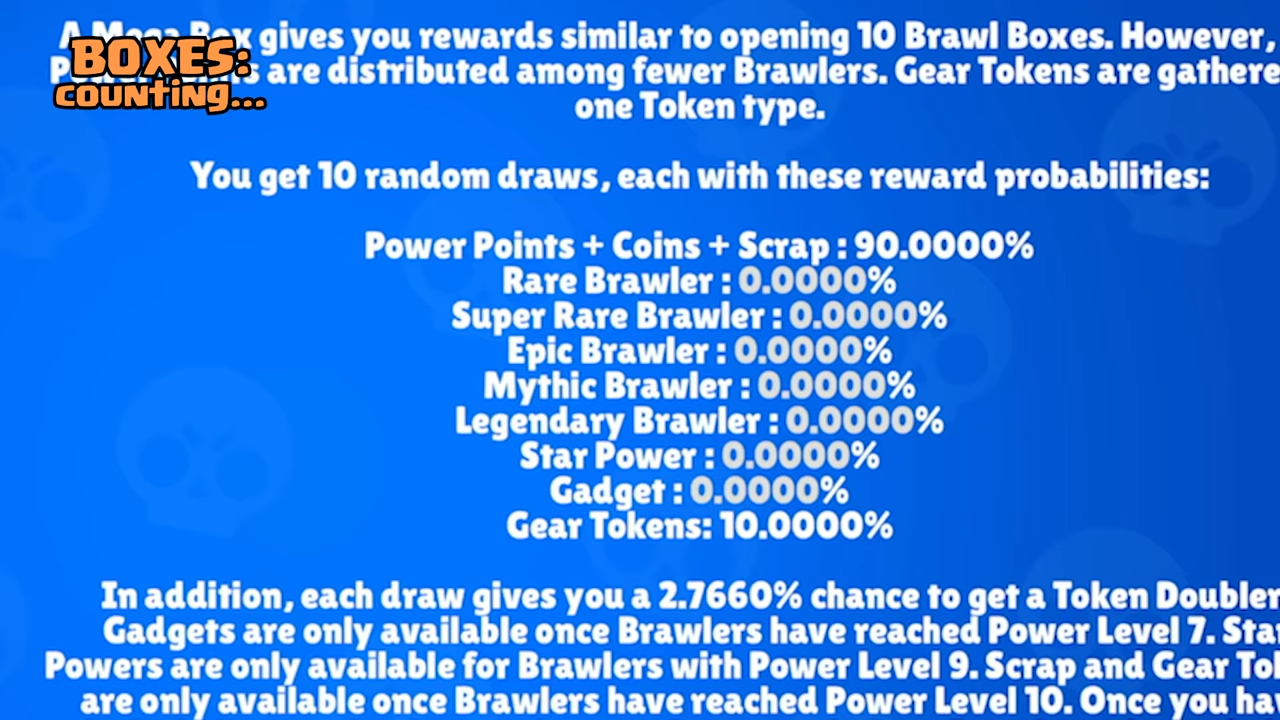 BOXES:
COUNTING...
A Mega Box gives you rewards similar to opening 10 Brawl Boxes. However,
are distributed among fewer Brawlers. Gear Tokens are gathere
one Token type.
You get 10 random draws, each with these reward probabilities:
Power Points + Coins + Scrap : 90.0000%
Rare Brawler : 0.0000%
Super Rare Brawler : 0.0000%
Epic Brawler : 0.0000%
Mythic Brawler : 0.0000%
Legendary Brawler : 0.0000%
Star Power : 0.0000%
Gadget : 0.0000%
Gear Tokens: 10.0000%
In addition, each draw gives you a 2.7660% chance to get a Token Doubler
Gadgets are only available once Brawlers have reached Power Level 7. Star
Powers are only available for Brawlers with Power Level 9. Scrap and Gear Tok
are only available once Brawlers have reached Power Level 10. Once you hav